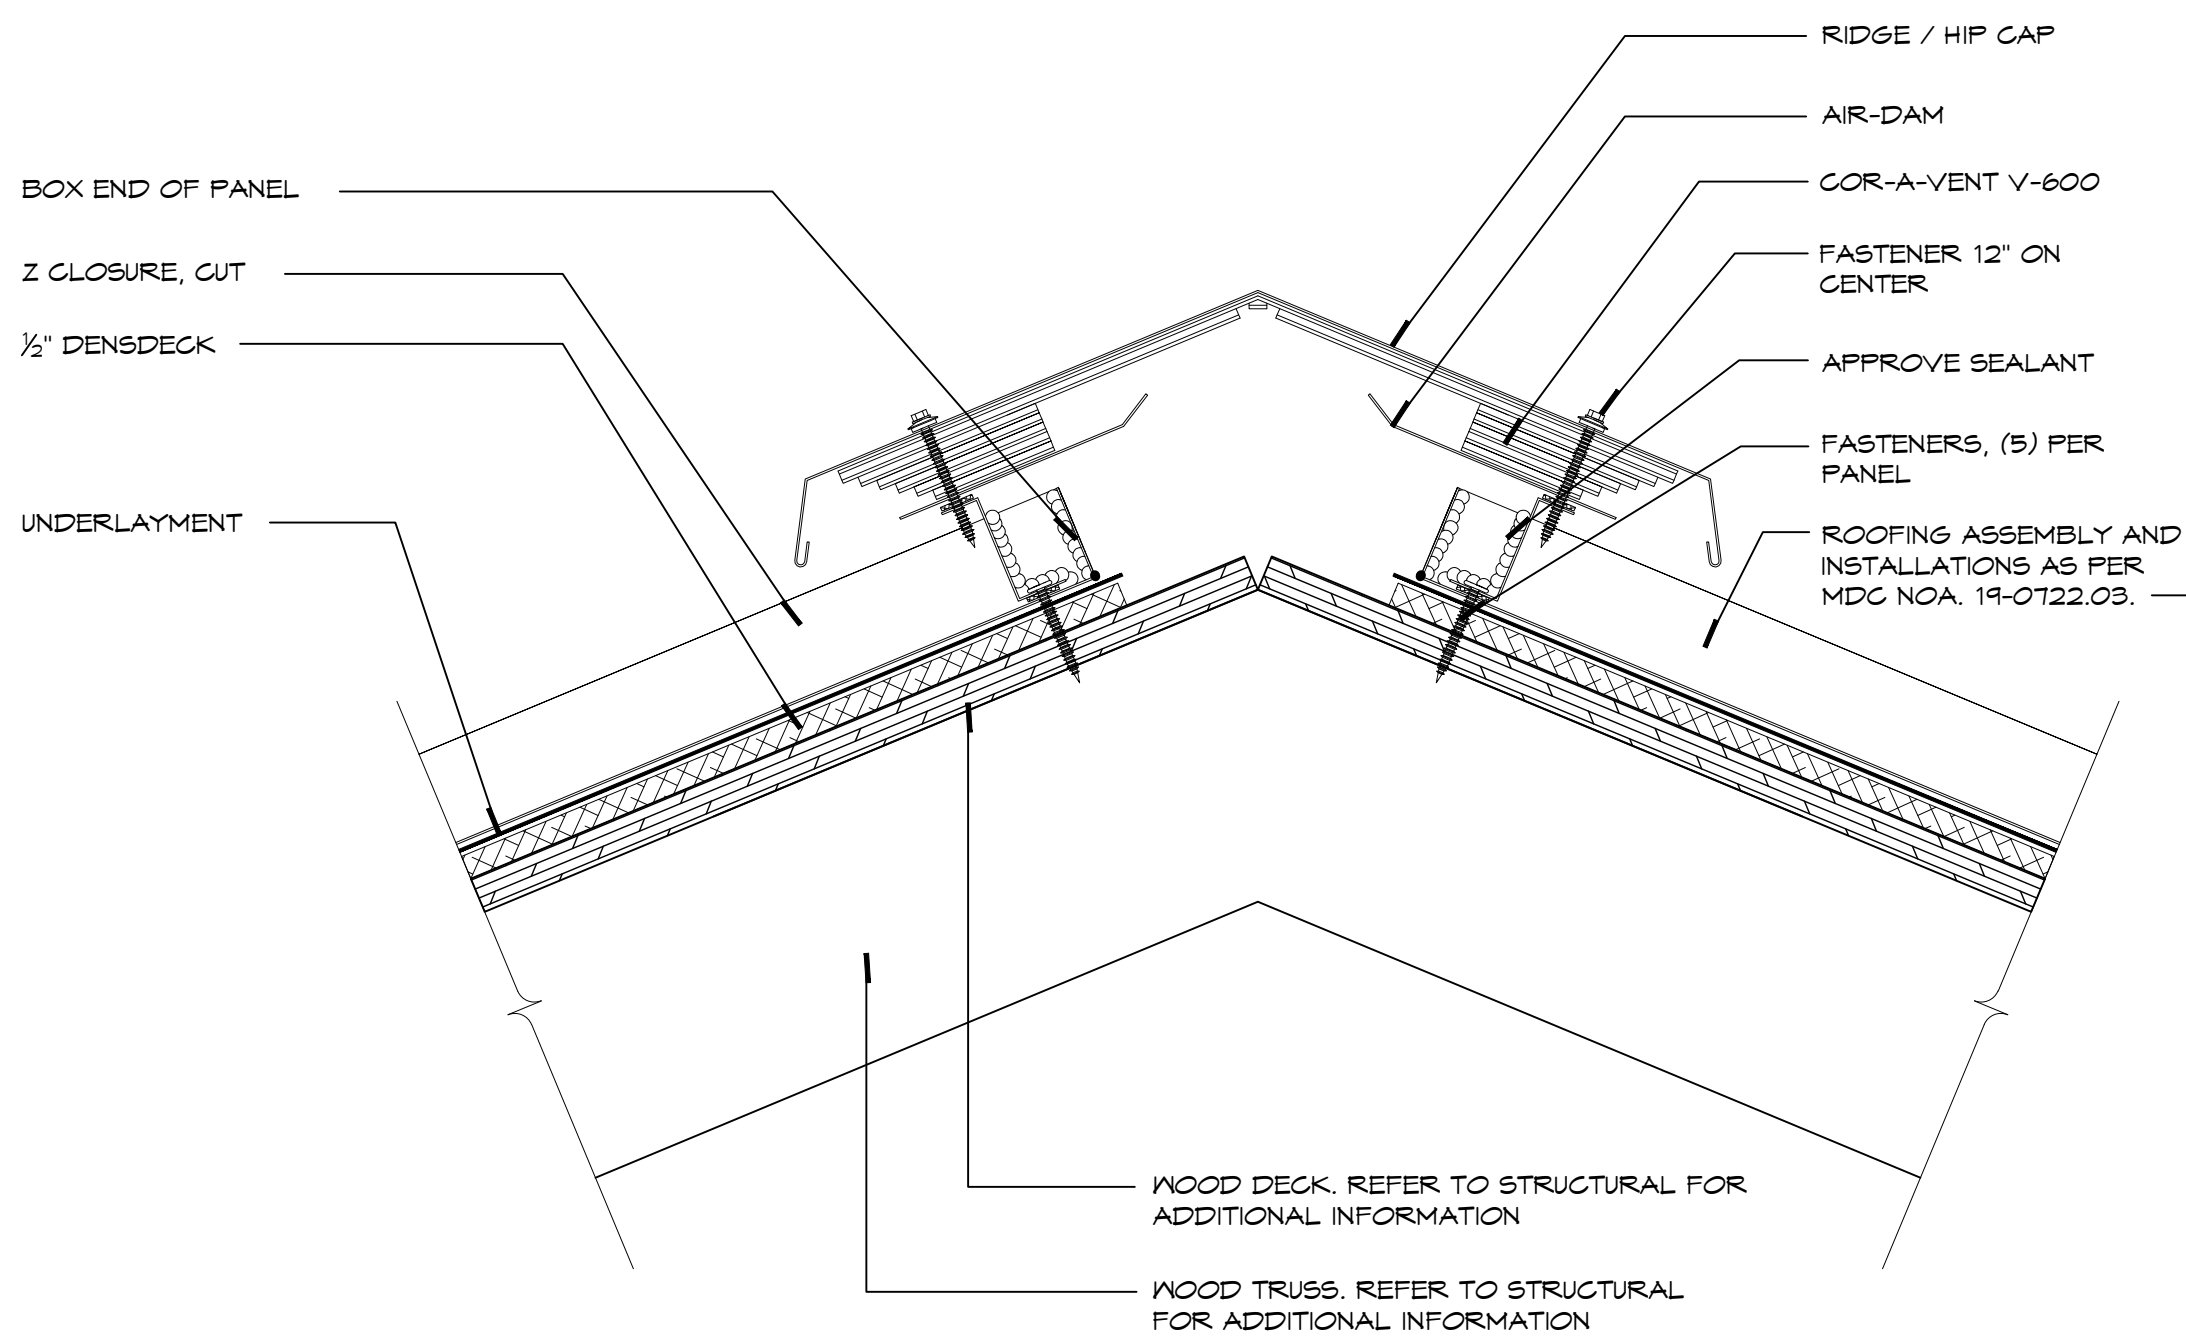 BOX END OF PANEL
Z CLOSURE, CUT
½" DENSDECK
UNDERLAYMENT
RIDGE / HIP CAP
AIR-DAM
COR-A-VENT V-600
FASTENER 12" ON
CENTER
APPROVE SEALANT
FASTENERS, (5) PER
PANEL
ROOFING ASSEMBLY AND
INSTALLATIONS AS PER
MDC NOA. 19-0722.03.
WOOD DECK. REFER TO STRUCTURAL FOR
ADDITIONAL INFORMATION
WOOD TRUSS. REFER TO STRUCTURAL
FOR ADDITIONAL INFORMATION